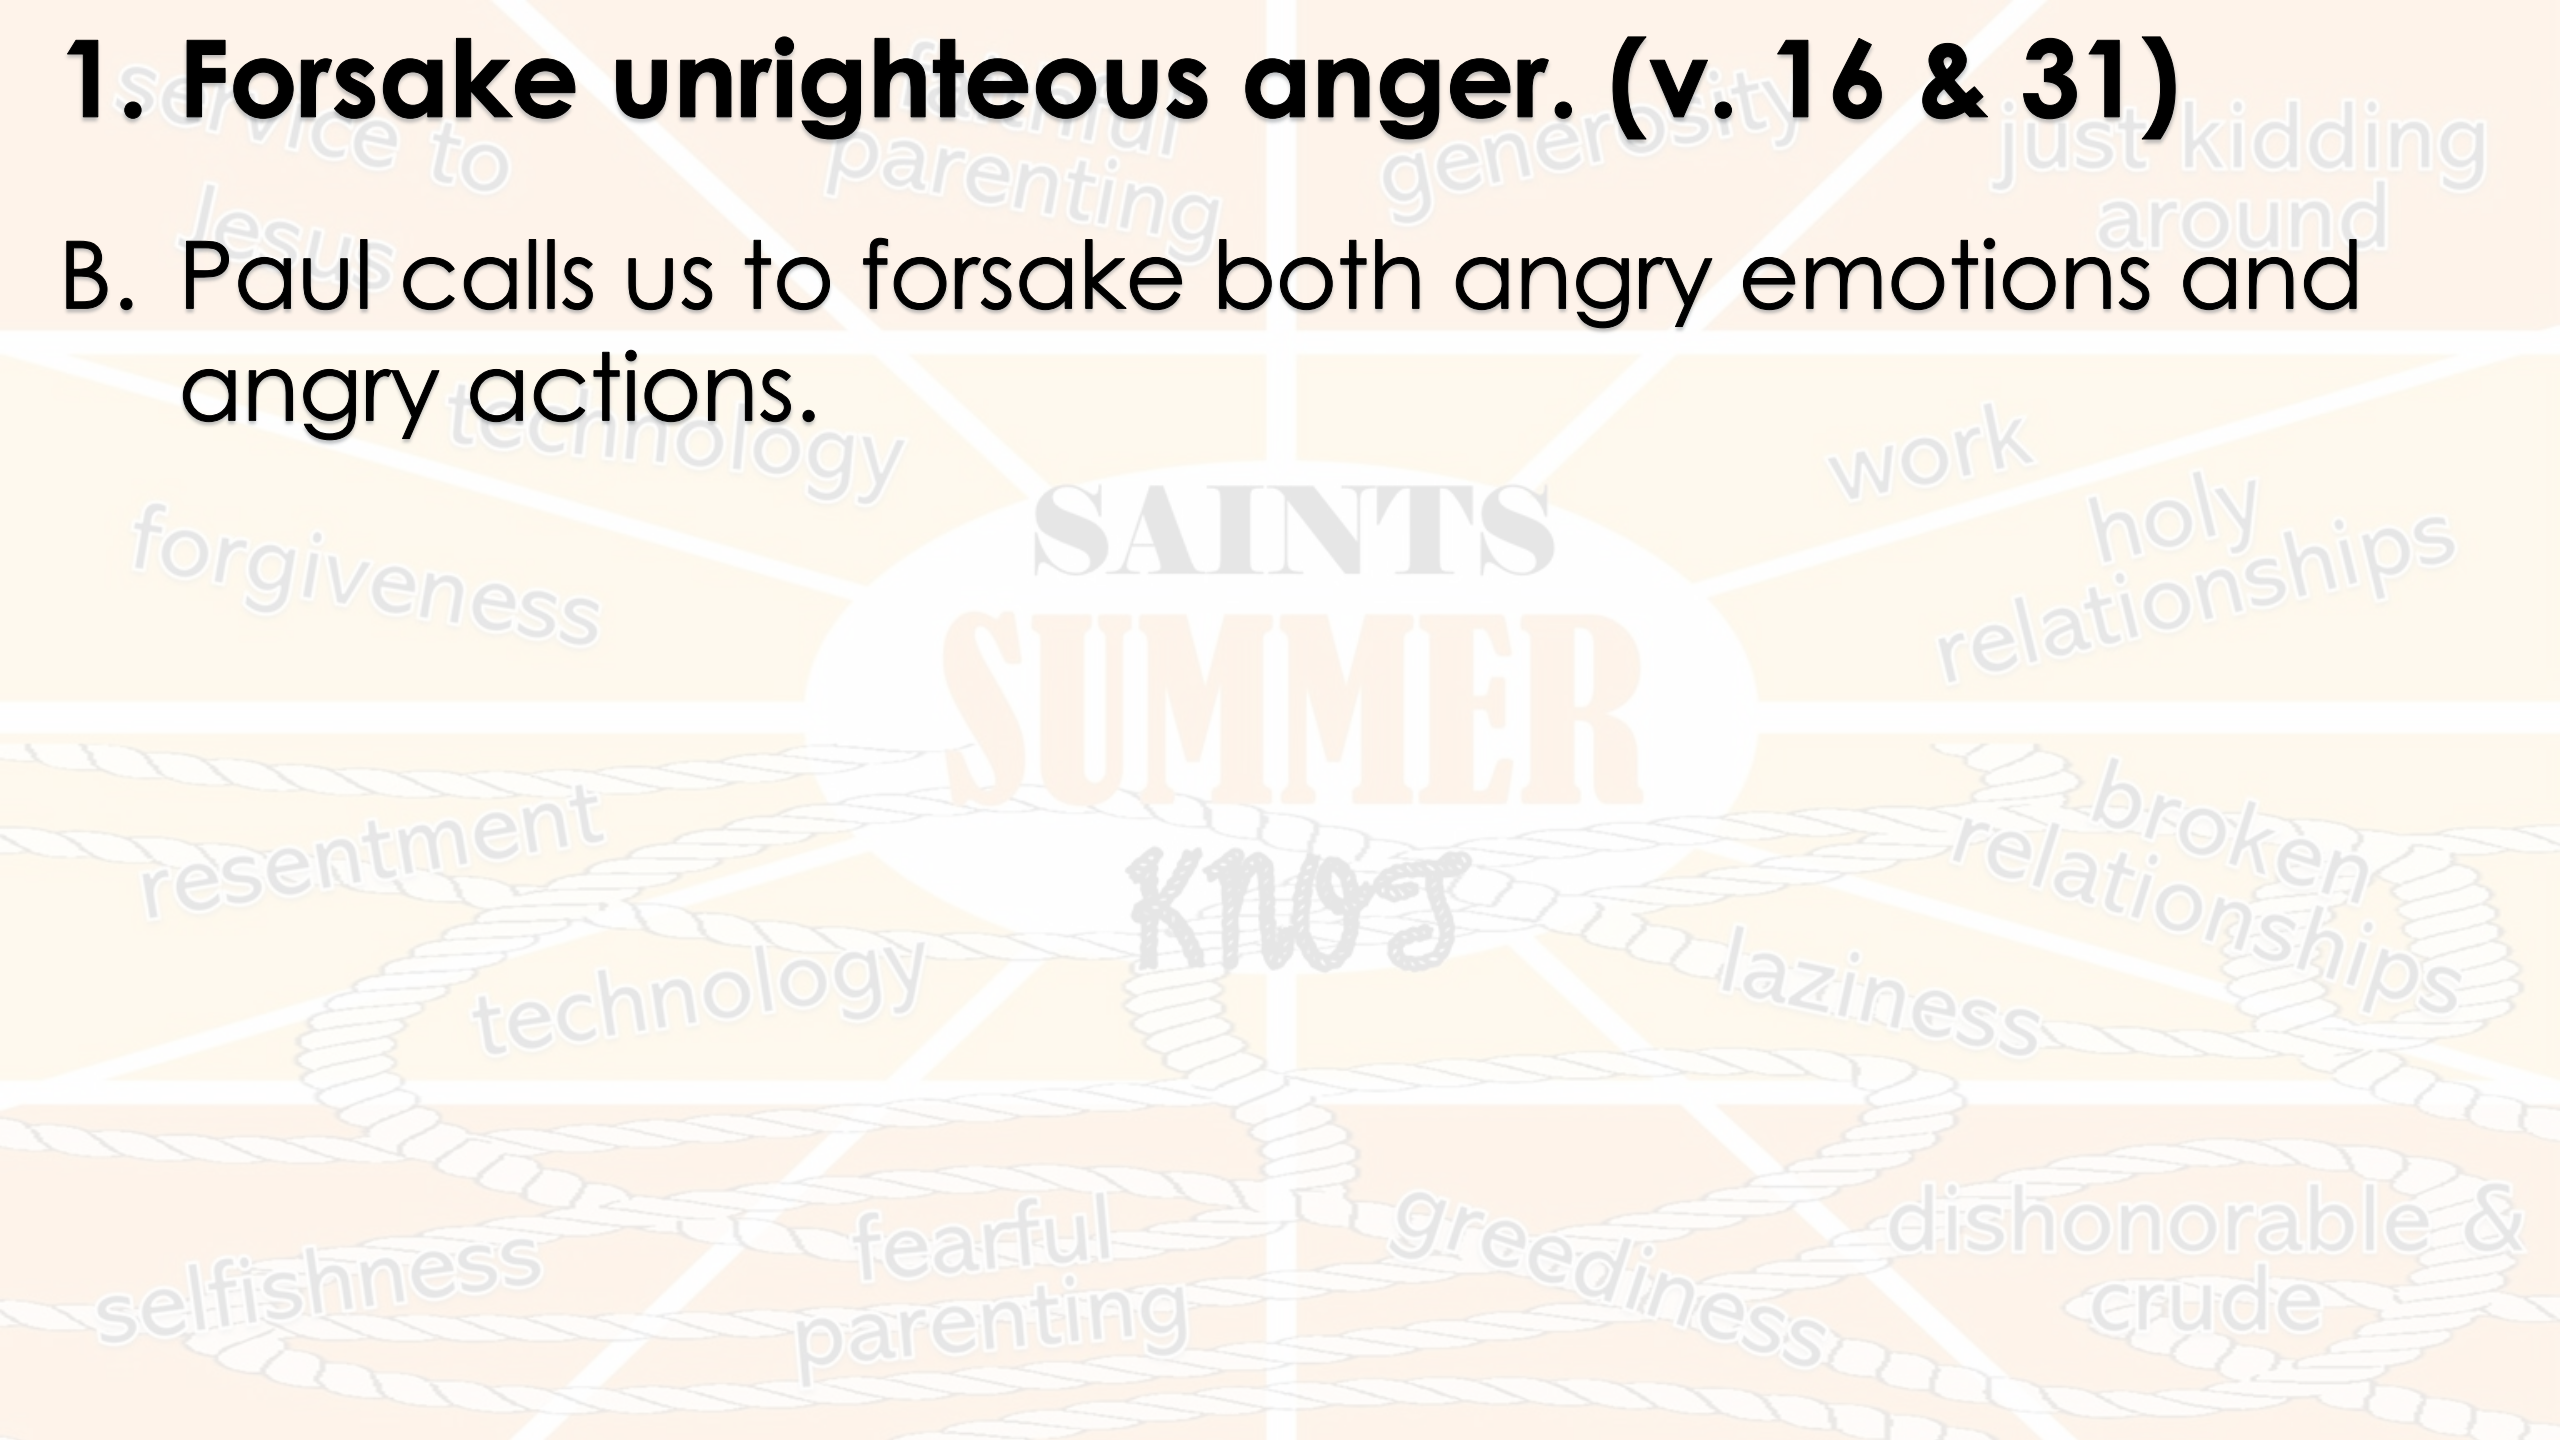 1. Forsake unrighteous anger. (v. 16 & 31)
B. Paul calls us to forsake both angry emotions and
angry actions.
service to
Jesus
faithful
parenting
generosity
just kidding
around
technology
forgiveness
work
holy
relationships
SAINTS
SUMMER
KNOT
resentment
technology
broken
relationships
laziness
selfishness
fearful
parenting
greediness
dishonorable &
crude